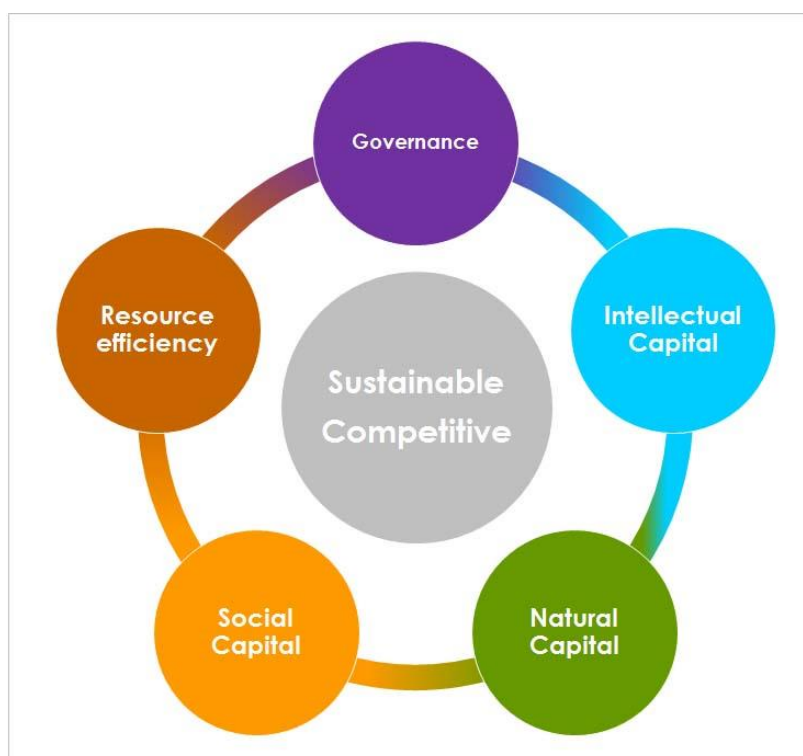 Governance
Resource
efficiency
Intellectual
Capital
Sustainable
Competitive
Social
Capital
Natural
Capital